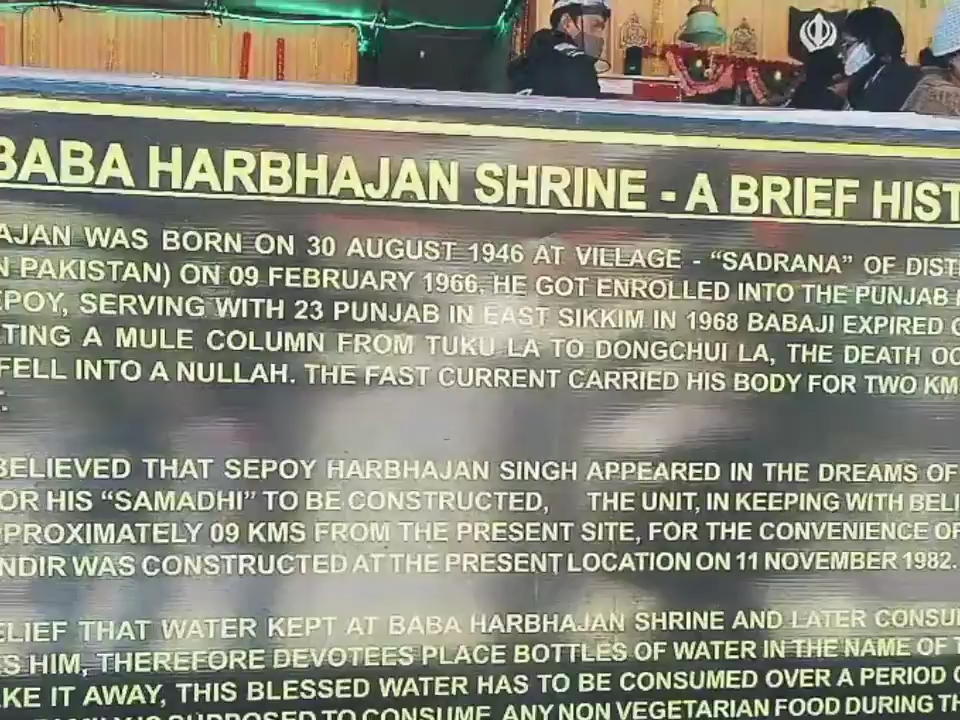 BABA HARBHAJAN SHRINE - A BRIEF HIST
AJAN WAS BORN ON 30 AUGUST 1946 AT VILLAGE - “SADRANA” OF DIST
N PAKISTAN) ON 09 FEBRUARY 1966, HE GOT ENROLLED INTO THE PUNJAB
EPOY, SERVING WITH 23 PUNJAB IN EAST SIKKIM IN 1968 BABAJI EXPIRED
TING A MULE COLUMN FROM TUKU LA TO DONGCHUI LA, THE DEATH OC
FELL INTO A NULLAH. THE FAST CURRENT CARRIED HIS BODY FOR TWO KM
.
BELIEVED THAT SEPOY HARBHAJAN SINGH APPEARED IN THE DREAMS OF
OR HIS “SAMADHI” TO BE CONSTRUCTED, THE UNIT, IN KEEPING WITH BELI
PPROXIMATELY 09 KMS FROM THE PRESENT SITE, FOR THE CONVENIENCE OF
NDIR WAS CONSTRUCTED AT THE PRESENT LOCATION ON 11 NOVEMBER 1982.
ELIEF THAT WATER KEPT AT BABA HARBHAJAN SHRINE AND LATER CONSU
S HIM, THEREFORE DEVOTEES PLACE BOTTLES OF WATER IN THE NAME OF
AKE IT AWAY, THIS BLESSED WATER HAS TO BE CONSUMED OVER A PERIOD
SUPPOSED TO CONSUME ANY NON VEGETARIAN FOOD DURING TH